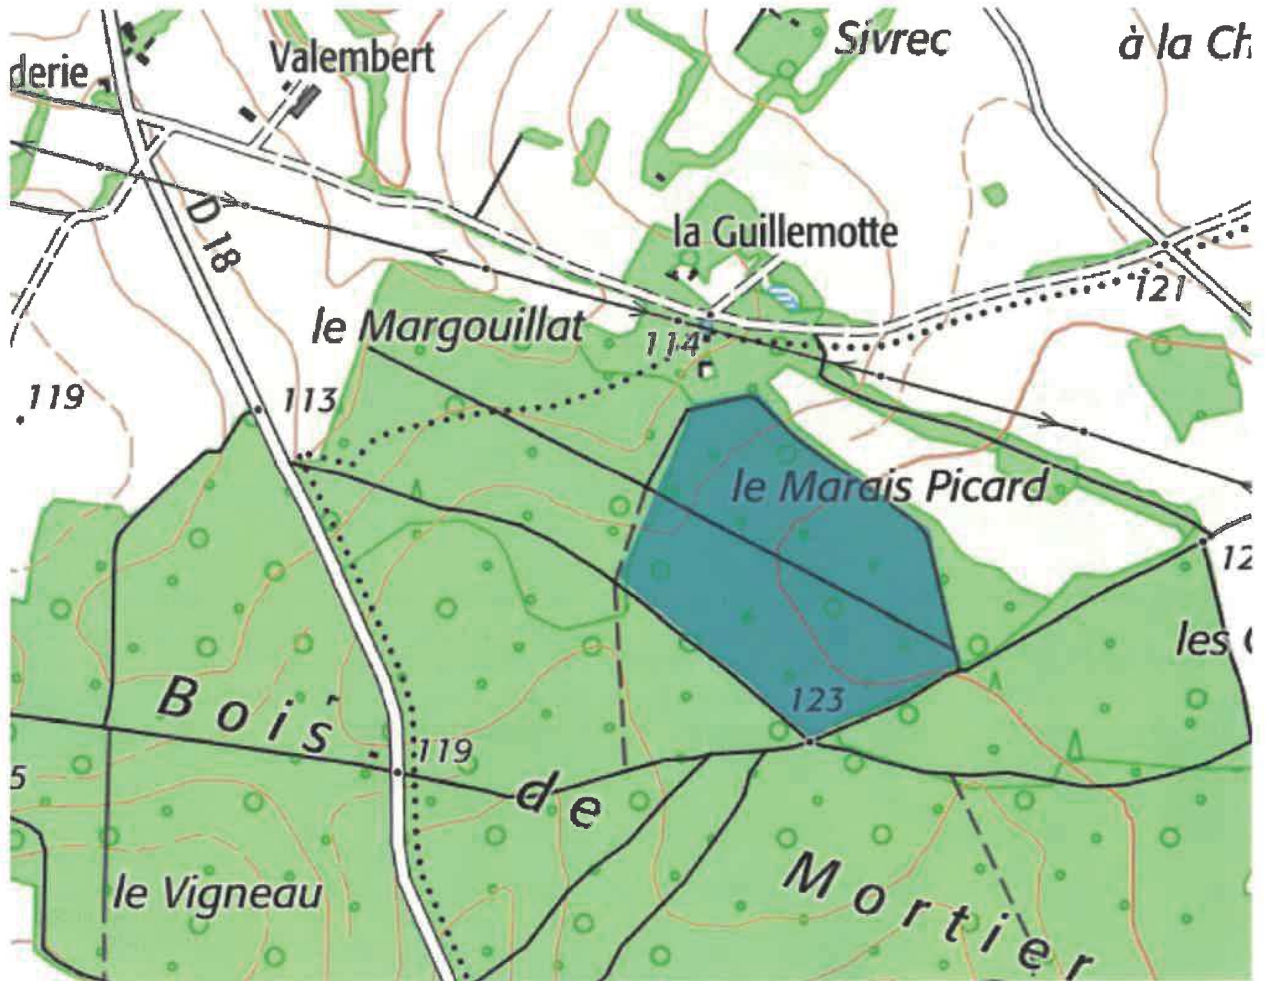 Sivrec
à la Ch
Valembert
derie
D 18
la Guillemotte
121
le Margouillat
114
119
113
le Marais Picard
12
les
123
Bois
119
5
de
Mortier
le Vigneau